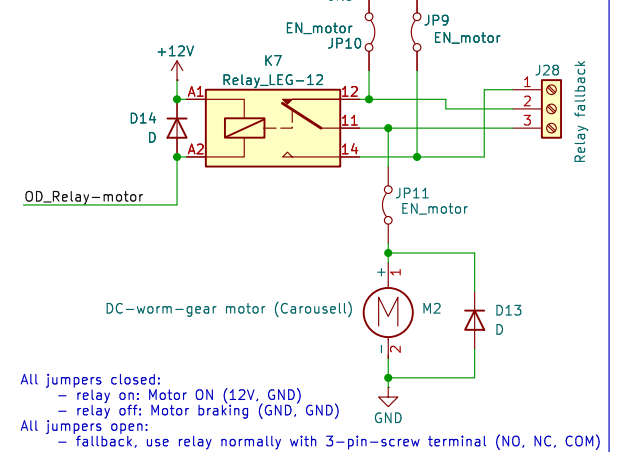 EN_motor
JP10
JP9
EN_motor
+12V
K7
Relay_LEG-12
A1
12
D14
D
11
A2
14
J28
1
2
3
Relay fallback
OD_Relay-motor
JP11
EN_motor
+
1
DC-worm-gear motor (Carousell)
M
M2
D13
D
2
−
GND
All jumpers closed:
− relay on: Motor ON (12V, GND)
− relay off: Motor braking (GND, GND)
All jumpers open:
− fallback, use relay normally with 3-pin-screw terminal (NO, NC, COM)